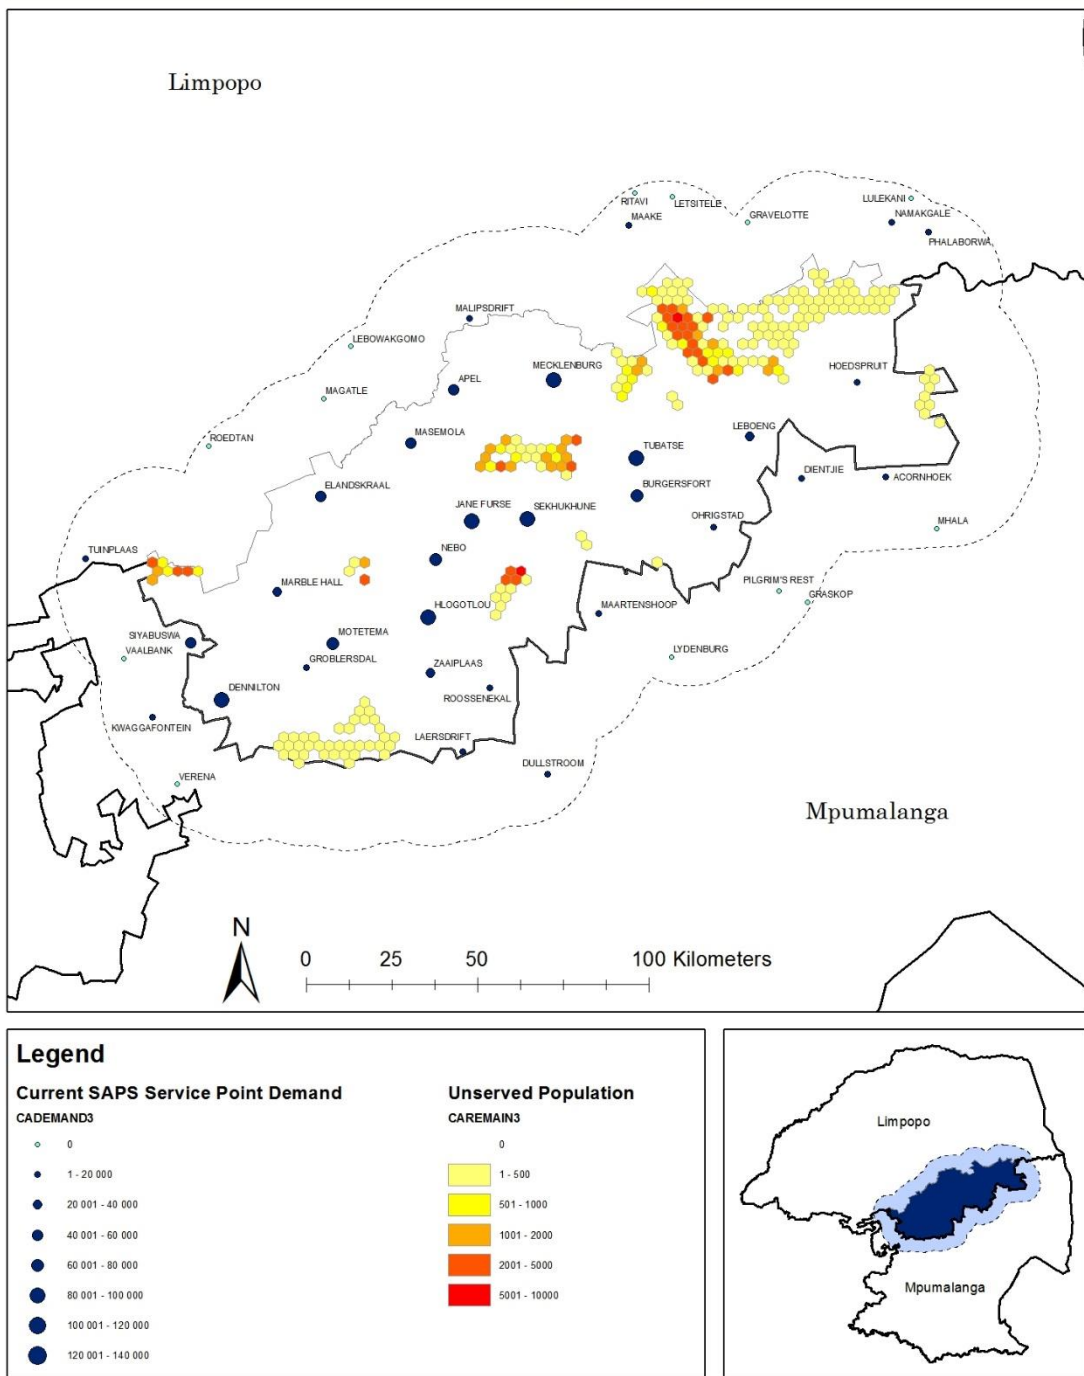 Limpopo
RITAVI
LETSITELE
MAAKE
GRAVELOTTE
LULEKANI
NAMAKGALE
PHALABORWA
MALIPSDRIFT
LEBOWAKGOMO
MECKLENBURG
HOEDSPRUIT
APEL
MAGATLE
LEBOENG
MASEMOLA
ROEDTAN
TUBATSE
DIENTJIE
ACORNHOEK
ELANDSKRAAL
BURGERSFORT
JANE FURSE
SEKHUKHUNE
OHRIGSTAD
MHALA
TUINPLAAS
NEBO
MARBLE HALL
PILGRIM'S REST
GRASKOP
HLOGOTLOU
MAARTENSHOOP
SIYABUSWA
MOTETEMA
VAALBANK
GROBLERSDAL
ZAAIPLAAS
LYDENBURG
DENNILTON
ROOSSENEKAL
KWAGGAFONTEIN
LAERSDRIFT
DULLSTROOM
VERENA
Mpumalanga
N
0 25 50 100 Kilometers
Legend
Current SAPS Service Point Demand
CADEMAND3
0
1 - 20 000
20 001 - 40 000
40 001 - 60 000
60 001 - 80 000
80 001 - 100 000
100 001 - 120 000
120 001 - 140 000
Unserved Population
CAREMAIN3
0
1 - 500
501 - 1000
1001 - 2000
2001 - 5000
5001 - 10000
Limpopo
Mpumalanga